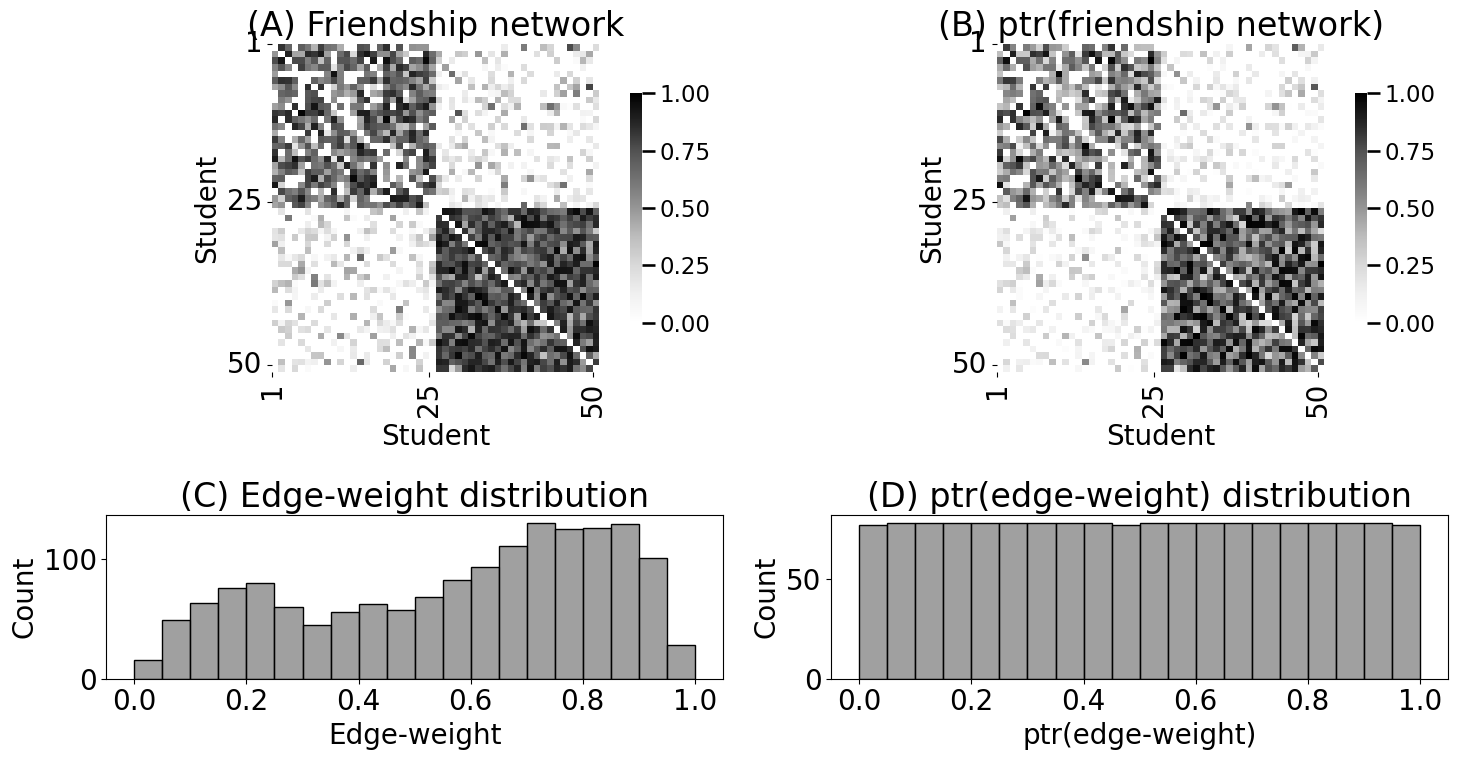 (A) Friendship network
1
25
50
Student
1
25
50
Student
1.00
0.75
0.50
0.25
0.00
(B) ptr(friendship network)
1
25
50
Student
1
25
50
Student
1.00
0.75
0.50
0.25
0.00
(C) Edge-weight distribution
100
0
Count
0.0 0.2 0.4 0.6 0.8 1.0
Edge-weight
(D) ptr(edge-weight) distribution
50
0
Count
0.0 0.2 0.4 0.6 0.8 1.0
ptr(edge-weight)